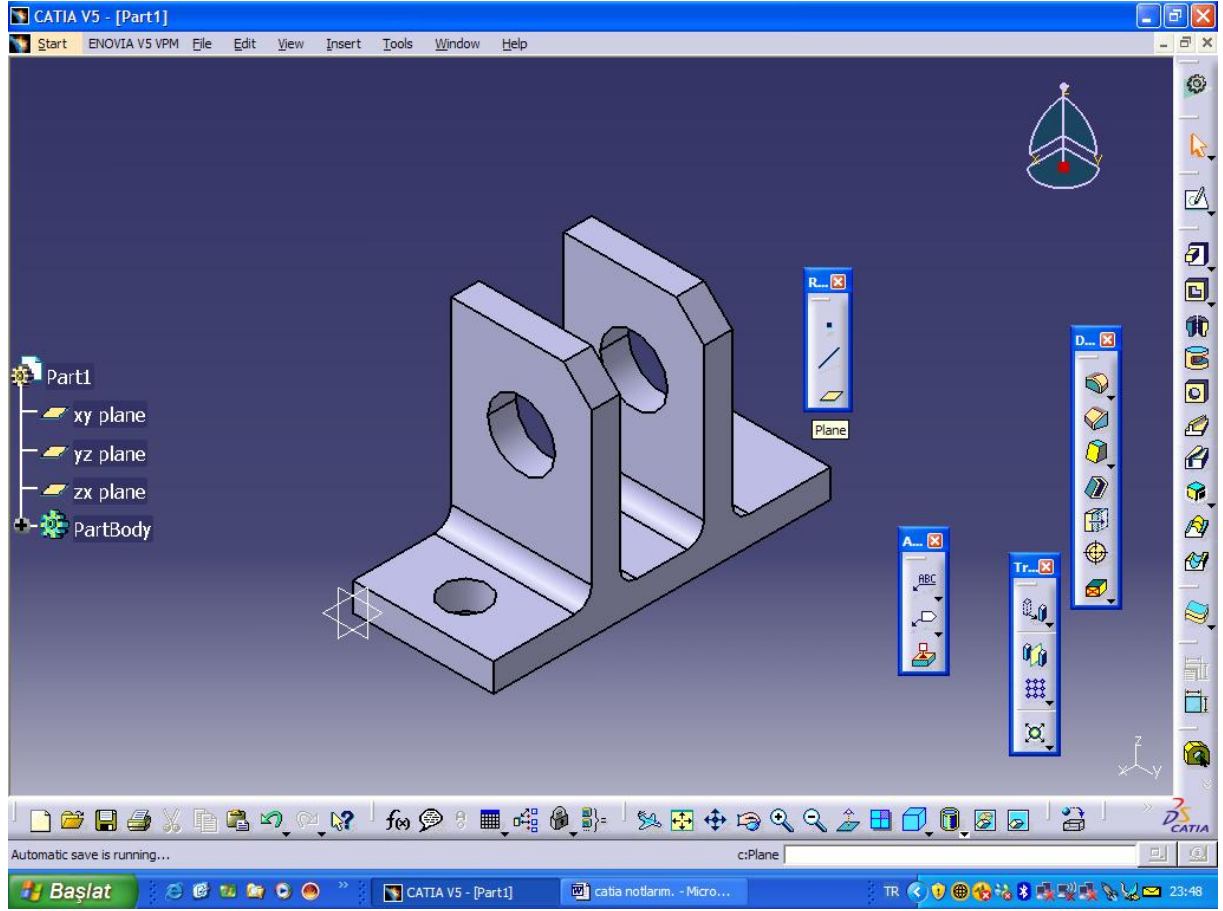 CATIA V5 - [Part1]
Start ENOVIA V5 VPM File Edit View Insert Tools Window Help
z
x y
R...
D...
Part1
xy plane
yz plane
zx plane
PartBody
Plane
A...
ABC
Tr...
z
x y
f(x)
CATIA
Automatic save is running...
c:Plane
Başlat
CATIA V5 - [Part1]
catia notlarım. - Micro...
TR
23:48